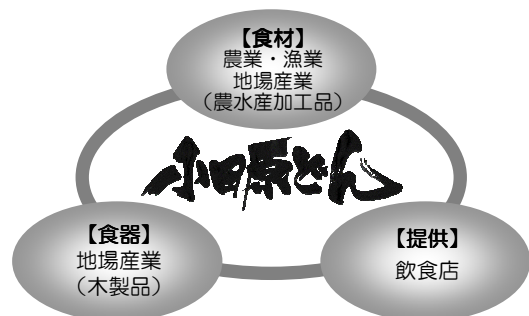 【食材】
農業・漁業
地場産業
（農水産加工品）
小田原どん
【食器】
地場産業
（木製品）
【提供】
飲食店